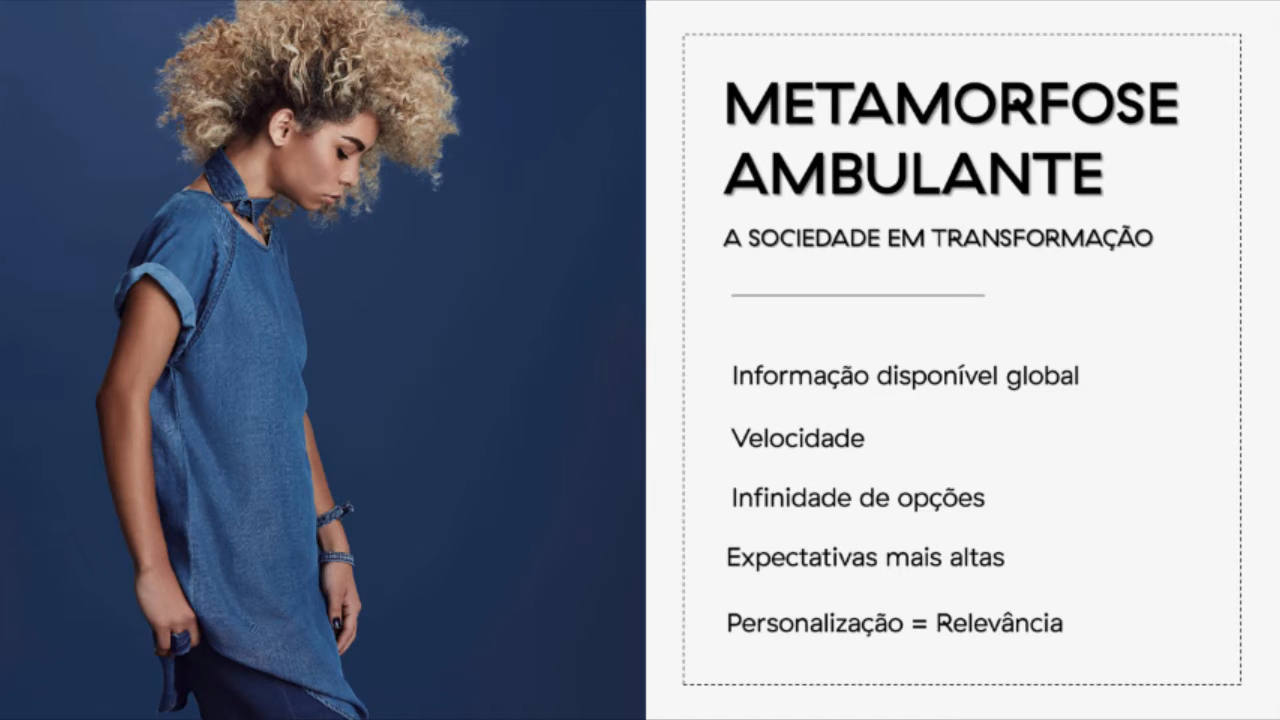 METAMORFOSE
AMBULANTE
A SOCIEDADE EM TRANSFORMAÇÃO
Informação disponível global
Velocidade
Infinidade de opções
Expectativas mais altas
Personalização = Relevância